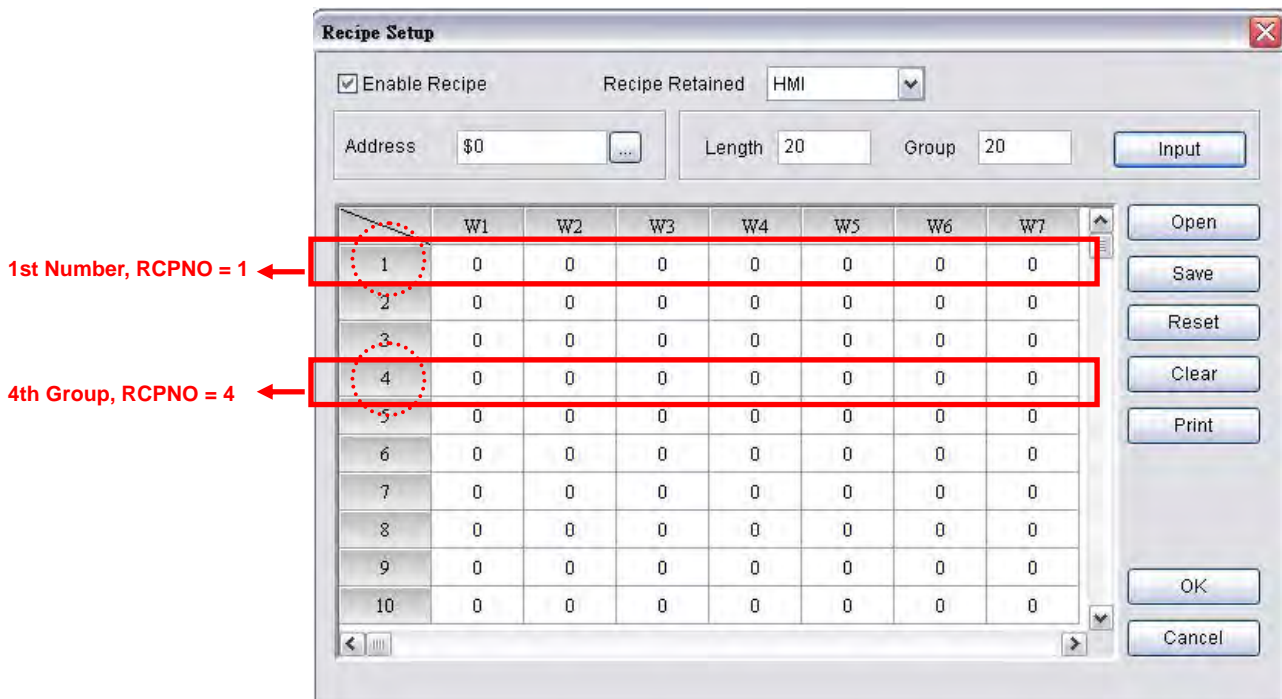 Recipe Setup
Enable Recipe Recipe Retained HMI
Address $0 ... Length 20 Group 20 Input
W1 W2 W3 W4 W5 W6 W7 Open
1st Number, RCPNO = 1 1 0 0 0 0 0 0 0 Save
2 0 0 0 0 0 0 0
3 0 0 0 0 0 0 0 Reset
4th Group, RCPNO = 4 4 0 0 0 0 0 0 0 Clear
5 0 0 0 0 0 0 0 Print
6 0 0 0 0 0 0 0
7 0 0 0 0 0 0 0
8 0 0 0 0 0 0 0
9 0 0 0 0 0 0 0 OK
10 0 0 0 0 0 0 0
Cancel